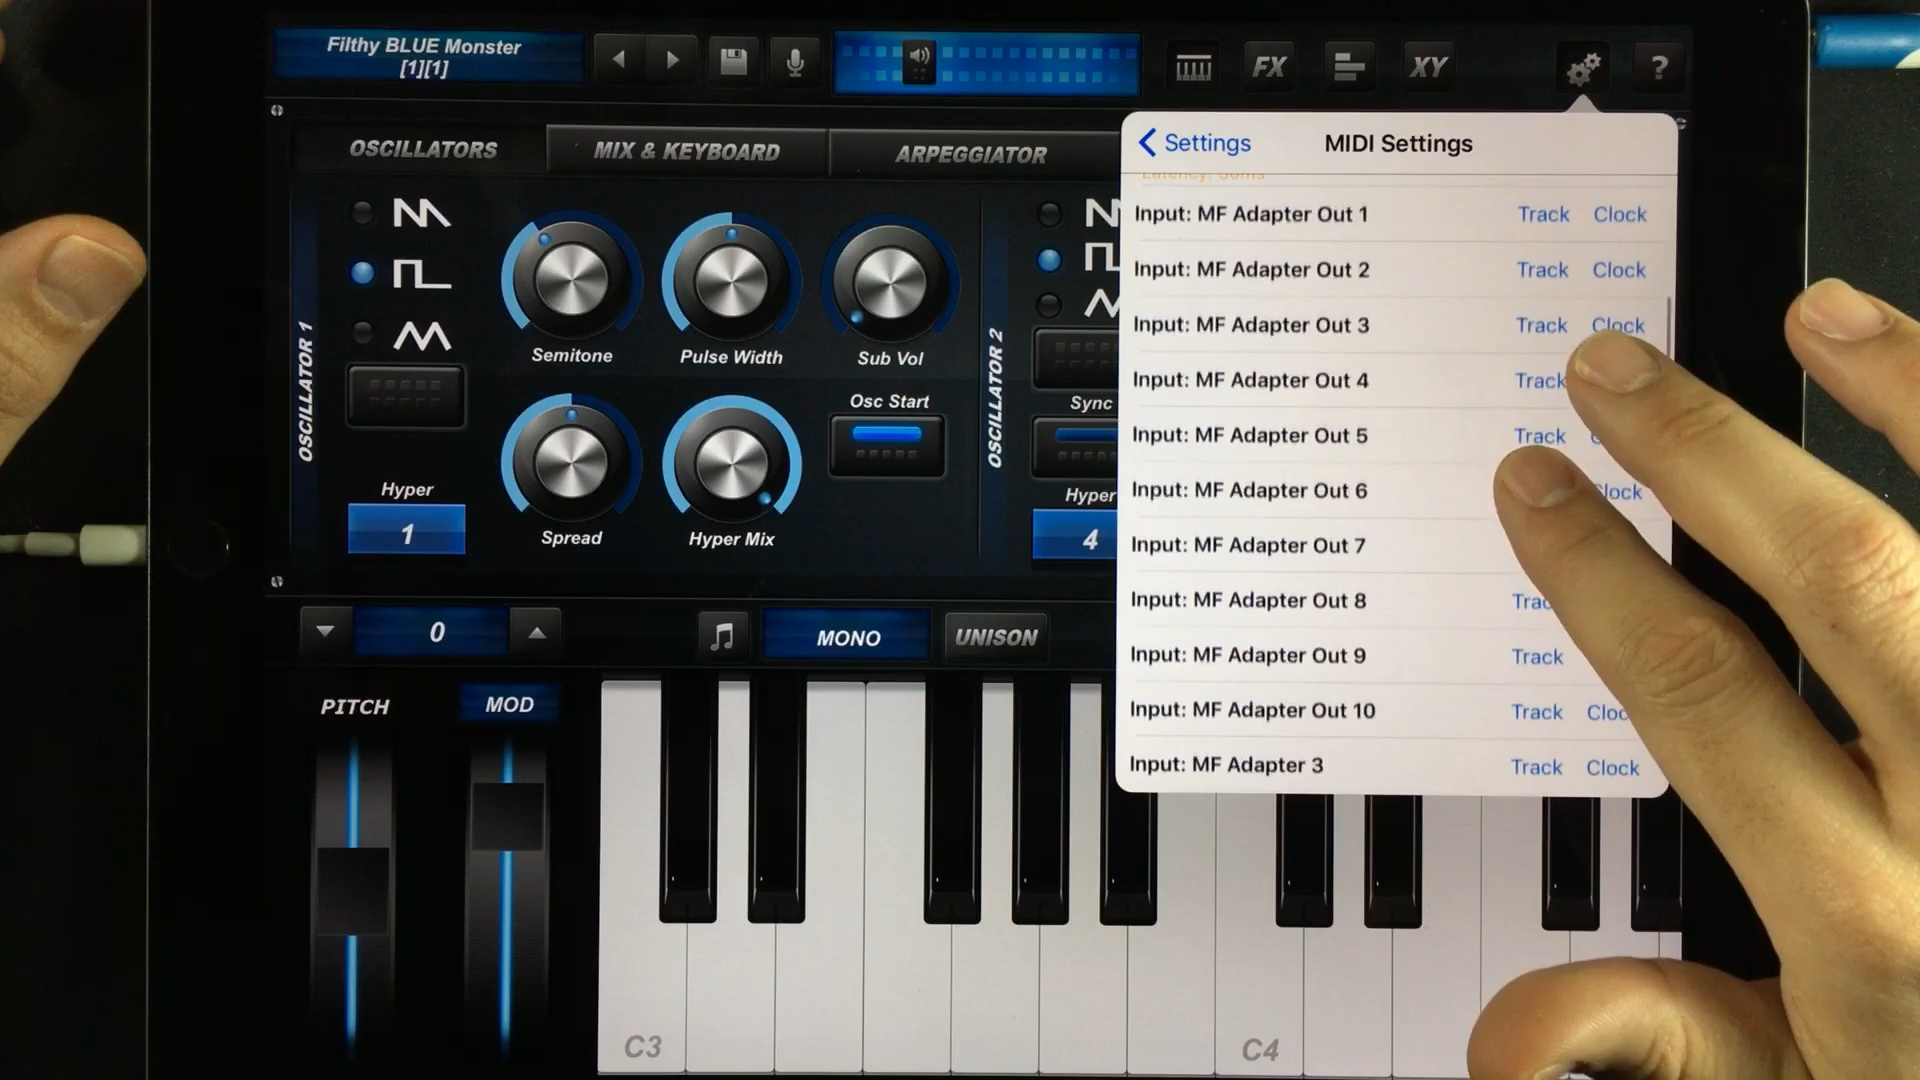 Filthy BLUE Monster
[1][1]
FX
XY
?
OSCILLATORS
MIX & KEYBOARD
ARPEGGIATOR
Settings
MIDI Settings
Latency: 50ms
Input: MF Adapter Out 1 Track Clock
Input: MF Adapter Out 2 Track Clock
Input: MF Adapter Out 3 Track Clock
Input: MF Adapter Out 4 Track
Input: MF Adapter Out 5 Track
Input: MF Adapter Out 6 Clock
Input: MF Adapter Out 7
Input: MF Adapter Out 8 Track
Input: MF Adapter Out 9 Track
Input: MF Adapter Out 10 Track Clock
Input: MF Adapter 3 Track Clock
OSCILLATOR 1
Semitone
Pulse Width
Sub Vol
Osc Start
Hyper
1
Spread
Hyper Mix
OSCILLATOR 2
Sync
Hyper
4
0
MONO
UNISON
PITCH
MOD
C3
C4